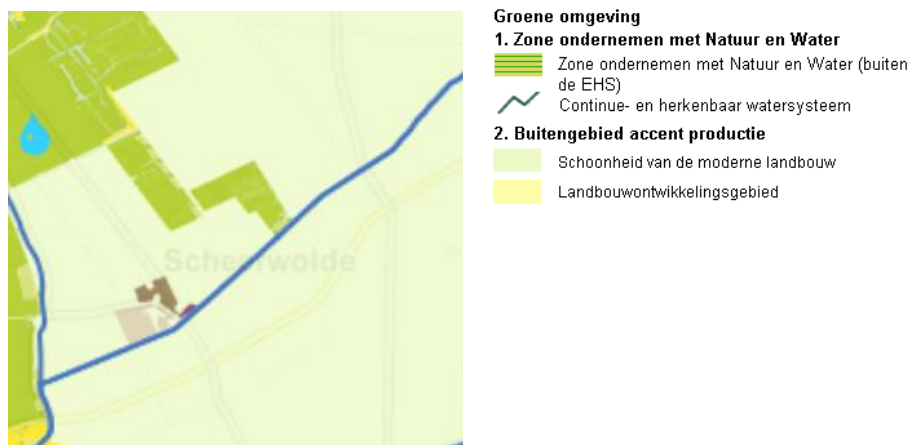 Scheerwolde
Groene omgeving
1. Zone ondernemen met Natuur en Water
Zone ondernemen met Natuur en Water (buiten
de EHS)
Continue- en herkenbaar watersysteem
2. Buitengebied accent productie
Schoonheid van de moderne landbouw
Landbouwontwikkelingsgebied